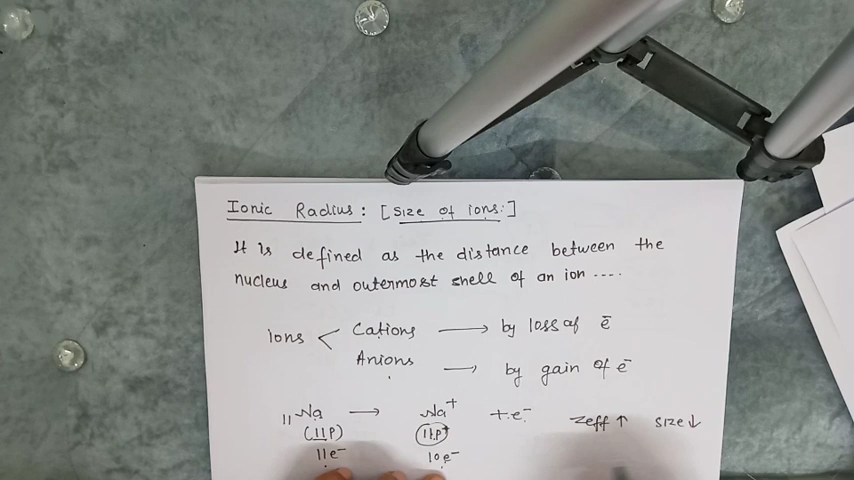 Ionic Radius: [Size of ions:]
It is defined as the distance between the
nucleus and outermost shell of an ion ....
ions < Cations → by loss of e⁻
Anions → by gain of e⁻
₁₁Na → Na⁺ + e⁻ Zeff ↑ size ↓
(11P) 11P⁺
11e⁻ 10e⁻